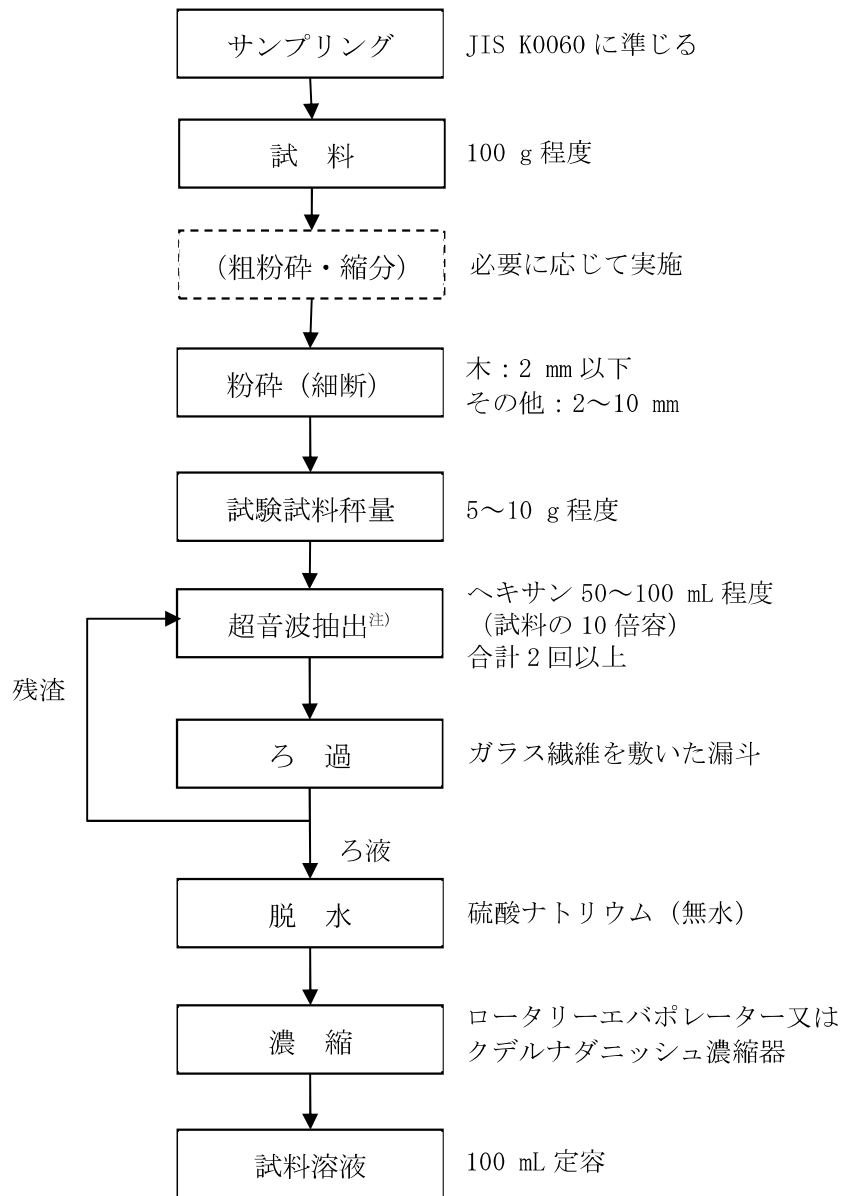 サンプリング
JIS K0060 に準じる
試　料
100 g 程度
（粗粉砕・縮分）
必要に応じて実施
粉砕（細断）
木：2 mm 以下
その他：2～10 mm
試験試料秤量
5～10 g 程度
超音波抽出注）
ヘキサン 50～100 mL 程度
（試料の 10 倍容）
合計 2 回以上
残渣
ろ　過
ガラス繊維を敷いた漏斗
ろ液
脱　水
硫酸ナトリウム（無水）
濃　縮
ロータリーエバポレーター又は
クデルナダニッシュ濃縮器
試料溶液
100 mL 定容